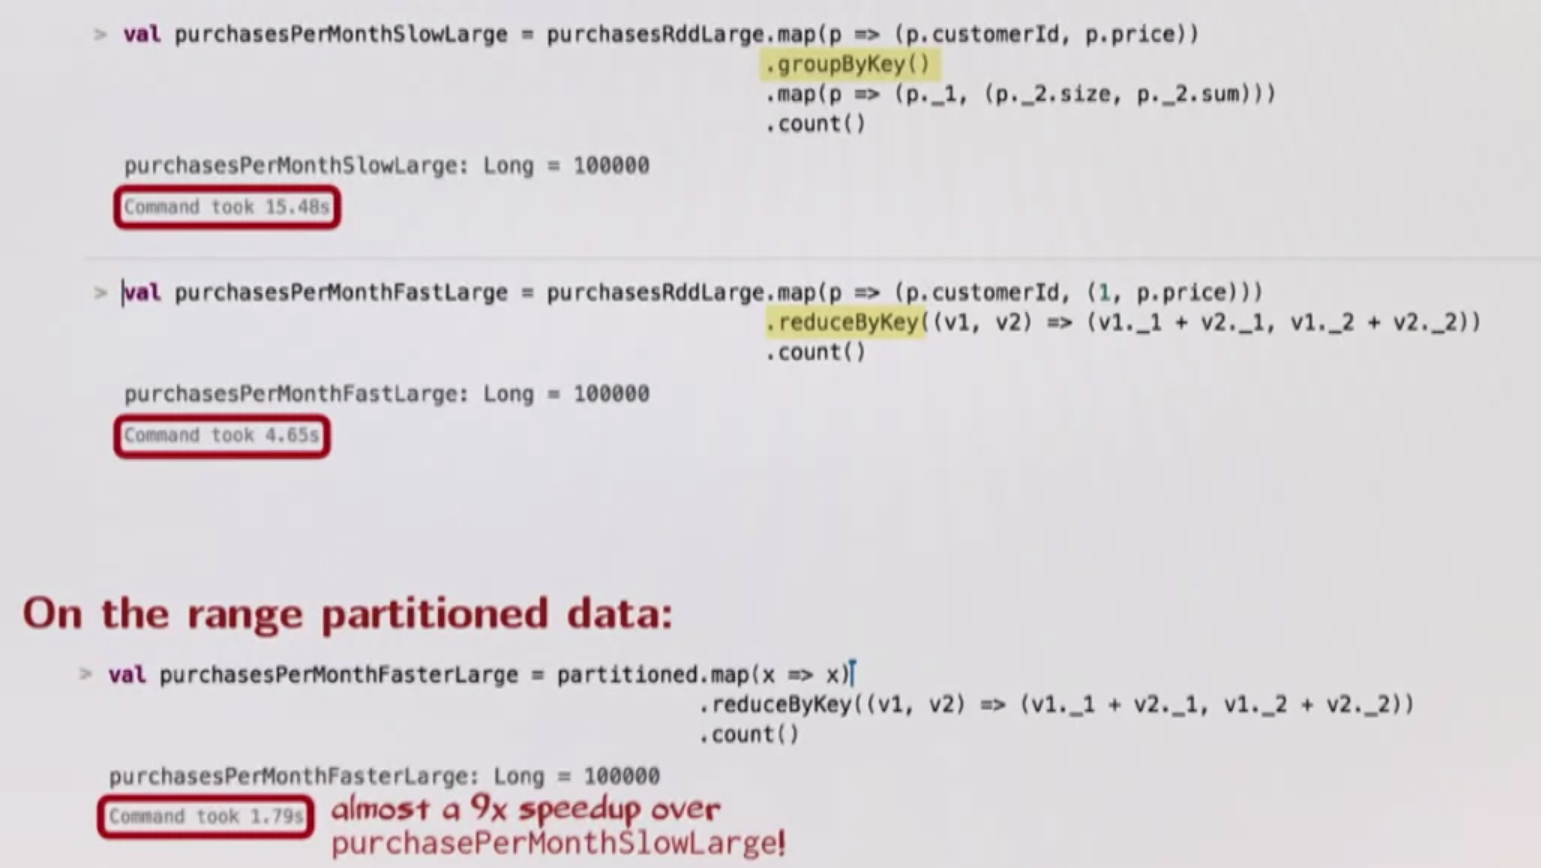 > val purchasesPerMonthSlowLarge = purchasesRddLarge.map(p => (p.customerId, p.price))
.groupByKey()
.map(p => (p._1, (p._2.size, p._2.sum)))
.count()
purchasesPerMonthSlowLarge: Long = 100000
Command took 15.48s
> val purchasesPerMonthFastLarge = purchasesRddLarge.map(p => (p.customerId, (1, p.price)))
.reduceByKey((v1, v2) => (v1._1 + v2._1, v1._2 + v2._2))
.count()
purchasesPerMonthFastLarge: Long = 100000
Command took 4.65s
On the range partitioned data:
> val purchasesPerMonthFasterLarge = partitioned.map(x => x)
.reduceByKey((v1, v2) => (v1._1 + v2._1, v1._2 + v2._2))
.count()
purchasesPerMonthFasterLarge: Long = 100000
Command took 1.79s
almost a 9x speedup over
purchasePerMonthSlowLarge!